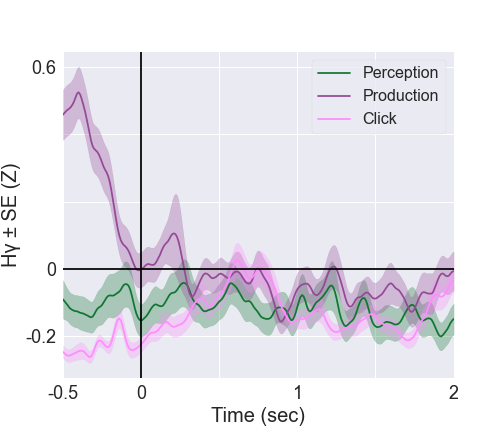 Perception
Production
Click
0.6
0
-0.2
Hγ ± SE (Z)
-0.5 0 1 2
Time (sec)